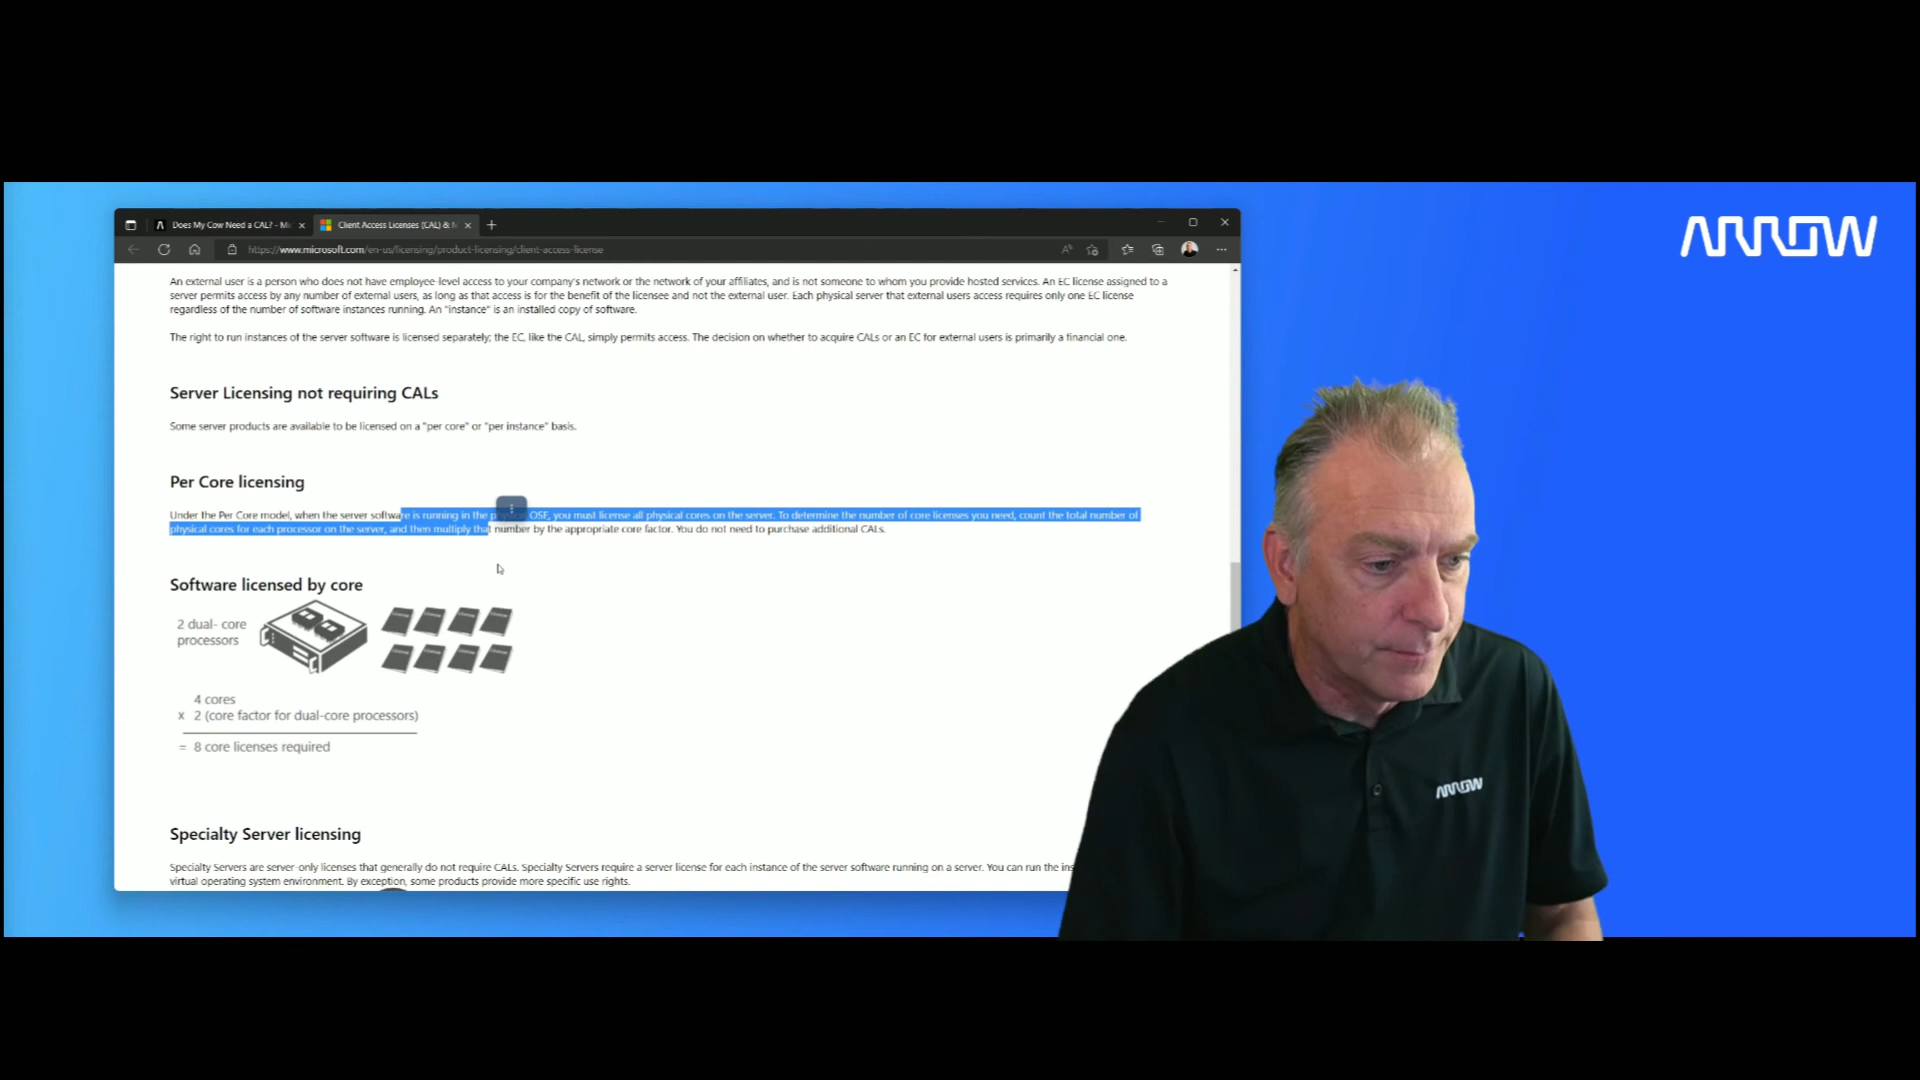 ARROW
Does My Cow Need a CAL? - Mi
Client Access Licenses (CAL) & M
https://www.microsoft.com/en-us/licensing/product-licensing/client-access-license
An external user is a person who does not have employee-level access to your company's network or the network of your affiliates, and is not someone to whom you provide hosted services. An EC license assigned to a
server permits access by any number of external users, as long as that access is for the benefit of the licensee and not the external user. Each physical server that external users access requires only one EC license
regardless of the number of software instances running. An "instance" is an installed copy of software.
The right to run instances of the server software is licensed separately; the EC, like the CAL, simply permits access. The decision on whether to acquire CALs or an EC for external users is primarily a financial one.
Server Licensing not requiring CALs
Some server products are available to be licensed on a "per core" or "per instance" basis.
Per Core licensing
Under the Per Core model, when the server software is running in the OSE, you must license all physical cores on the server. To determine the number of core licenses you need, count the total number of
physical cores for each processor on the server, and then multiply that number by the appropriate core factor. You do not need to purchase additional CALs.
Software licensed by core
2 dual- core
processors
4 cores
x 2 (core factor for dual-core processors)
= 8 core licenses required
Specialty Server licensing
Specialty Servers are server-only licenses that generally do not require CALs. Specialty Servers require a server license for each instance of the server software running on a server. You can run the ins
virtual operating system environment. By exception, some products provide more specific use rights.
ARROW